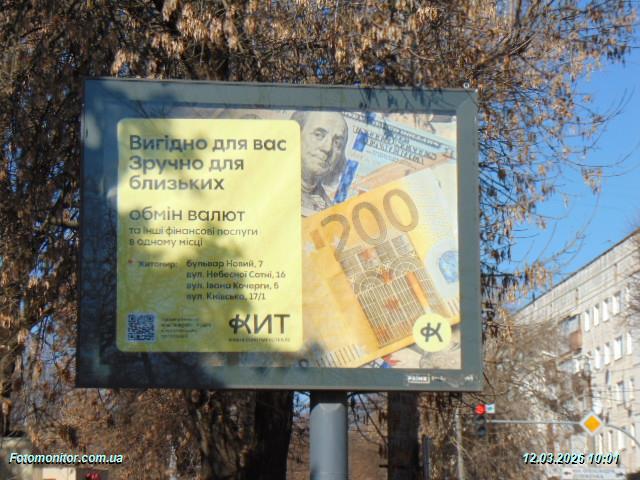 Вигідно для вас
Зручно для
близьких
обмін валют
та інші фінансові послуги
в одному місці
Житомир: бульвар Новий, 7
вул. Небесної Сотні, 16
вул. Івана Кочерги, 6
вул. Київська, 17/1
КИТ
200
PRIME
Fotomonitor.com.ua
12.03.2026 10:01